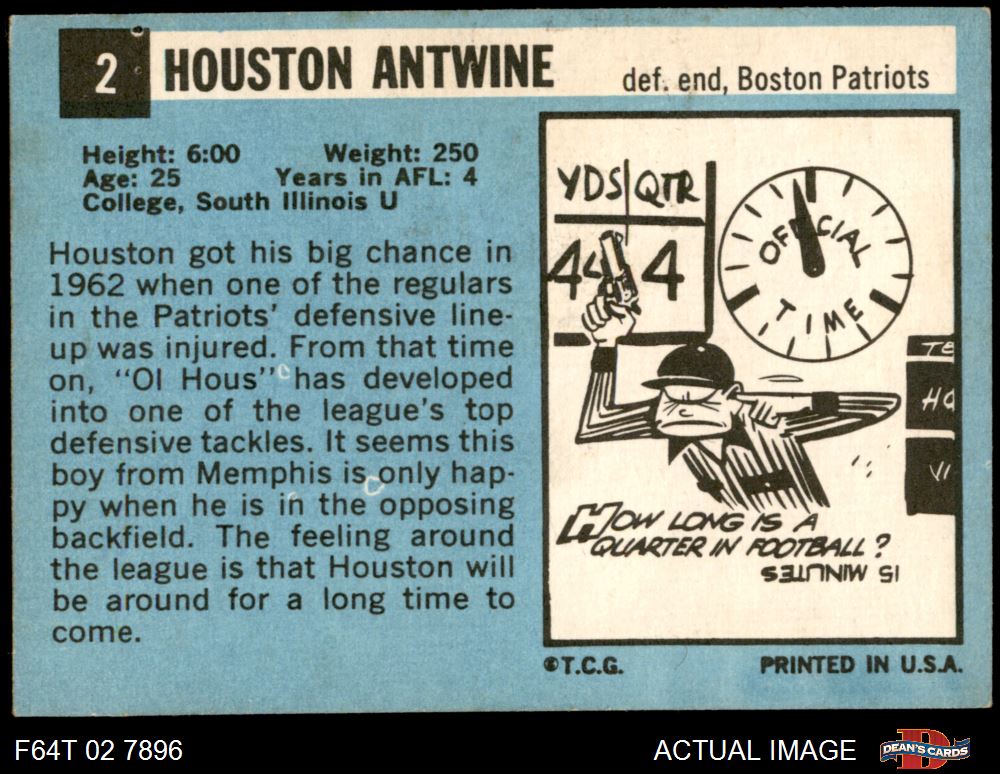 2
HOUSTON ANTWINE
def. end, Boston Patriots
Height: 6:00 Weight: 250
Age: 25 Years in AFL: 4
College, South Illinois U
Houston got his big chance in
1962 when one of the regulars
in the Patriots' defensive line-
up was injured. From that time
on, "Ol Hous" has developed
into one of the league's top
defensive tackles. It seems this
boy from Memphis is only hap-
py when he is in the opposing
backfield. The feeling around
the league is that Houston will
be around for a long time to
come.
YDS QTR
4 4
OFFICIAL
TIME
TE
HO
VI
HOW LONG IS A
QUARTER IN FOOTBALL?
15 MINUTES
©T.C.G. PRINTED IN U.S.A.
F64T 02 7896 ACTUAL IMAGE DEAN'S CARDS